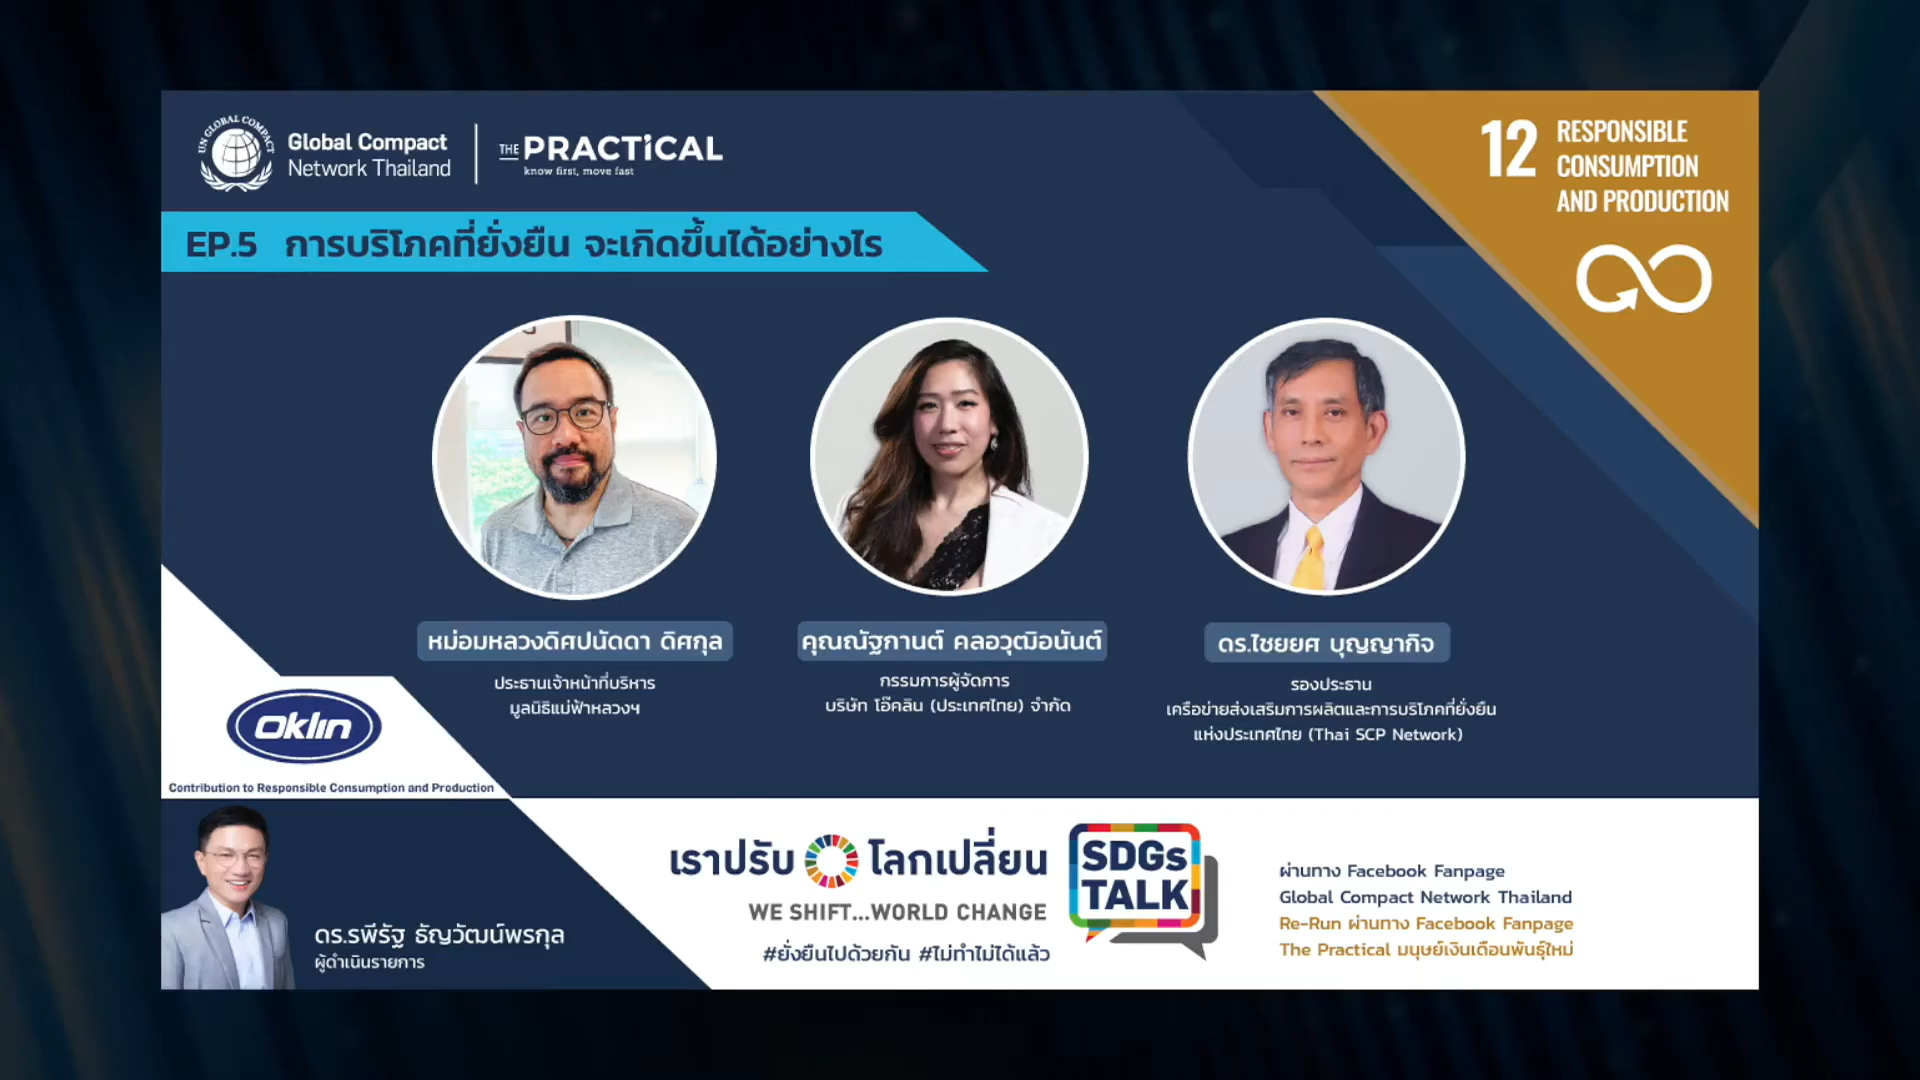 UN GLOBAL COMPACT
Global Compact
Network Thailand
THE PRACTiCAL
know first, move fast
12 RESPONSIBLE
CONSUMPTION
AND PRODUCTION
EP.5 การบริโภคที่ยั่งยืน จะเกิดขึ้นได้อย่างไร
หม่อมหลวงดิศปนัดดา ดิศกุล
ประธานเจ้าหน้าที่บริหาร
มูลนิธิแม่ฟ้าหลวงฯ
คุณณัฐกานต์ คลอวุฒิอนันต์
กรรมการผู้จัดการ
บริษัท โอ๊คลิน (ประเทศไทย) จำกัด
ดร.ไชยยศ บุญญากิจ
รองประธาน
เครือข่ายส่งเสริมการผลิตและการบริโภคที่ยั่งยืน
แห่งประเทศไทย (Thai SCP Network)
Oklin
Contribution to Responsible Consumption and Production
ดร.รพีรัฐ ธัญวัฒน์พรกุล
ผู้ดำเนินรายการ
เราปรับ โลกเปลี่ยน
WE SHIFT...WORLD CHANGE
#ยั่งยืนไปด้วยกัน #ไม่ทำไม่ได้แล้ว
SDGs
TALK
ผ่านทาง Facebook Fanpage
Global Compact Network Thailand
Re-Run ผ่านทาง Facebook Fanpage
The Practical มนุษย์เงินเดือนพันธุ์ใหม่